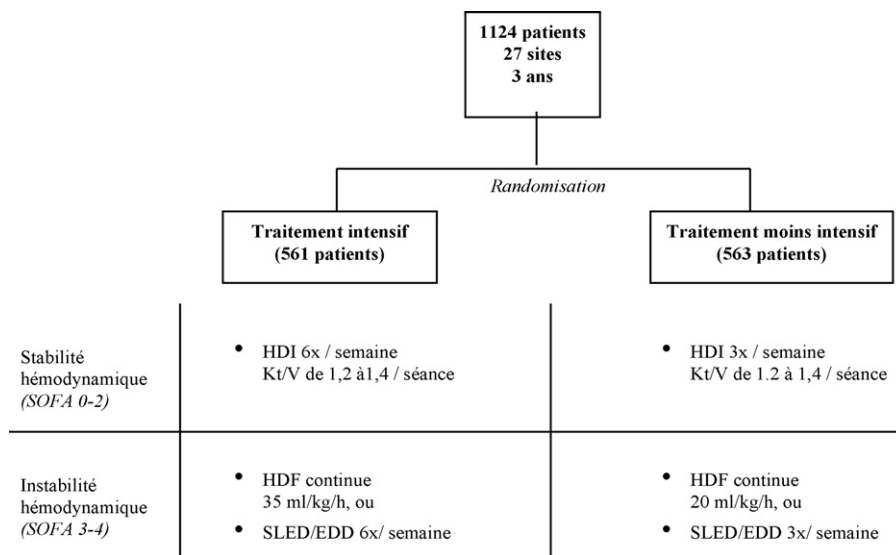 1124 patients
27 sites
3 ans
Randomisation
Traitement intensif
(561 patients)
Traitement moins intensif
(563 patients)
Stabilité
hémodynamique
(SOFA 0-2)
• HDI 6x / semaine
Kt/V de 1,2 à1,4 / séance
• HDI 3x / semaine
Kt/V de 1.2 à 1,4 / séance
Instabilité
hémodynamique
(SOFA 3-4)
• HDF continue
35 ml/kg/h, ou
• SLED/EDD 6x/ semaine
• HDF continue
20 ml/kg/h, ou
• SLED/EDD 3x/ semaine